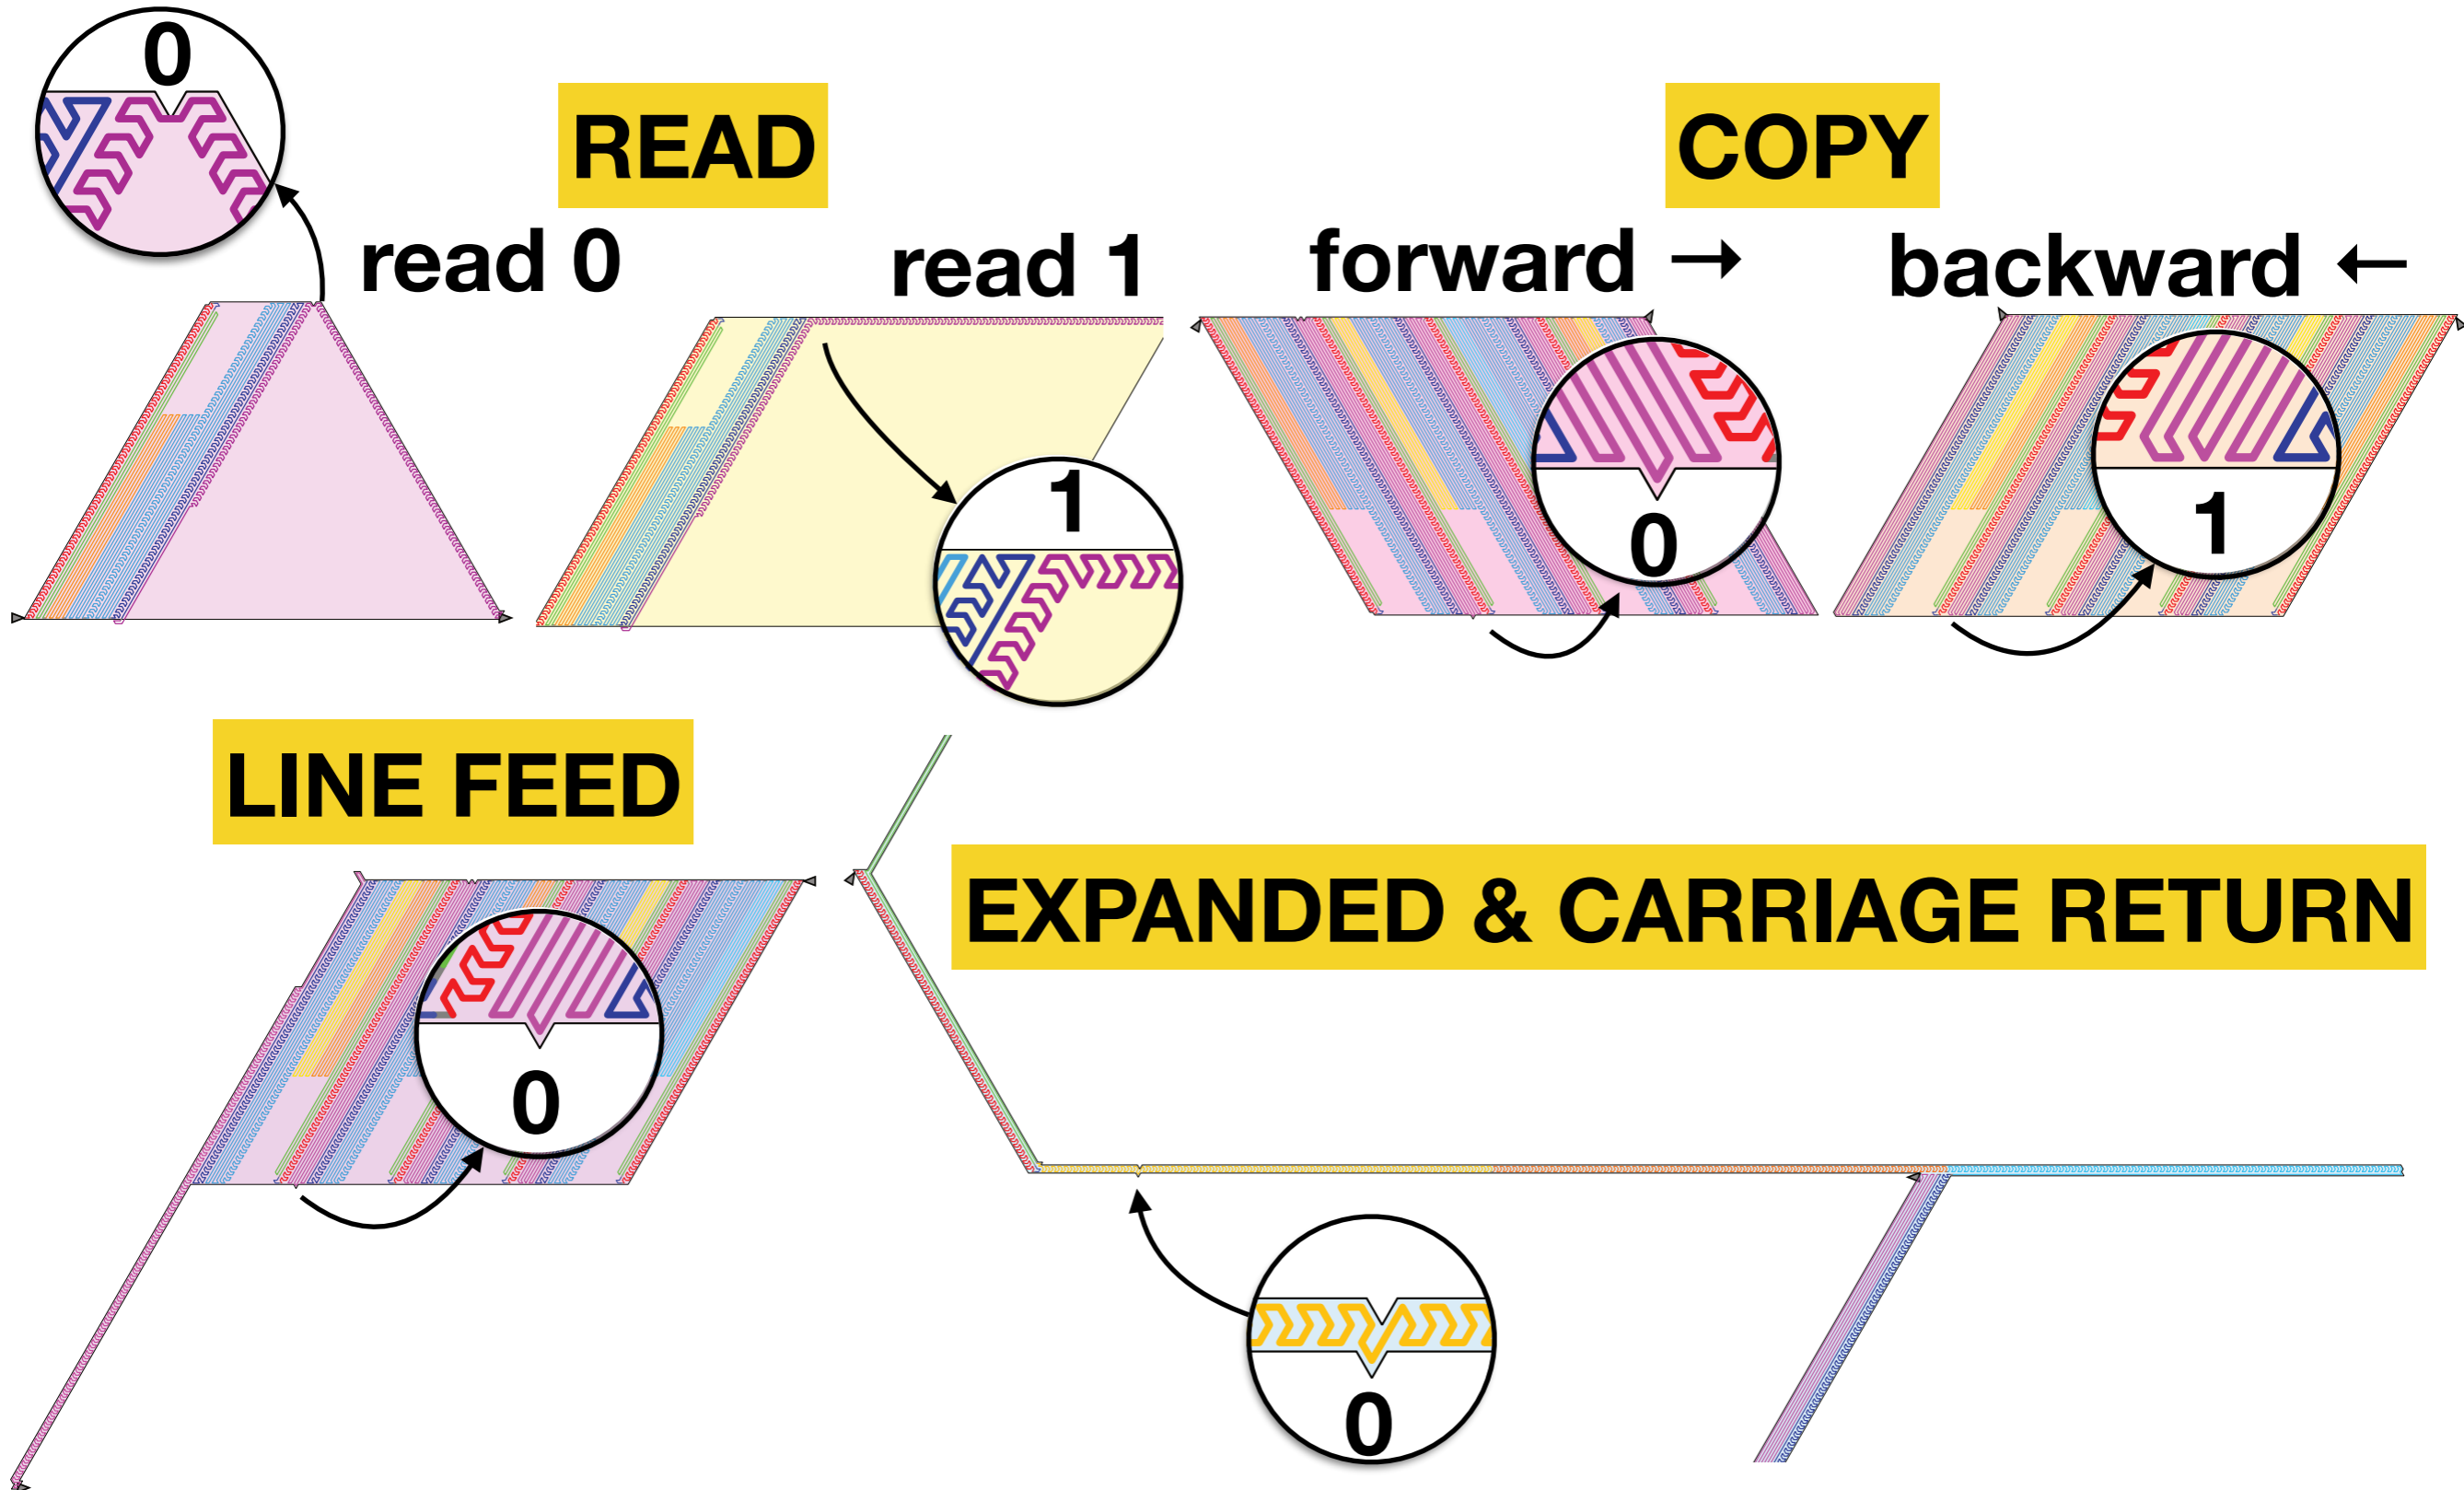 0
READ
COPY
read 0
read 1
forward →
backward ←
1
0
1
LINE FEED
EXPANDED & CARRIAGE RETURN
0
0